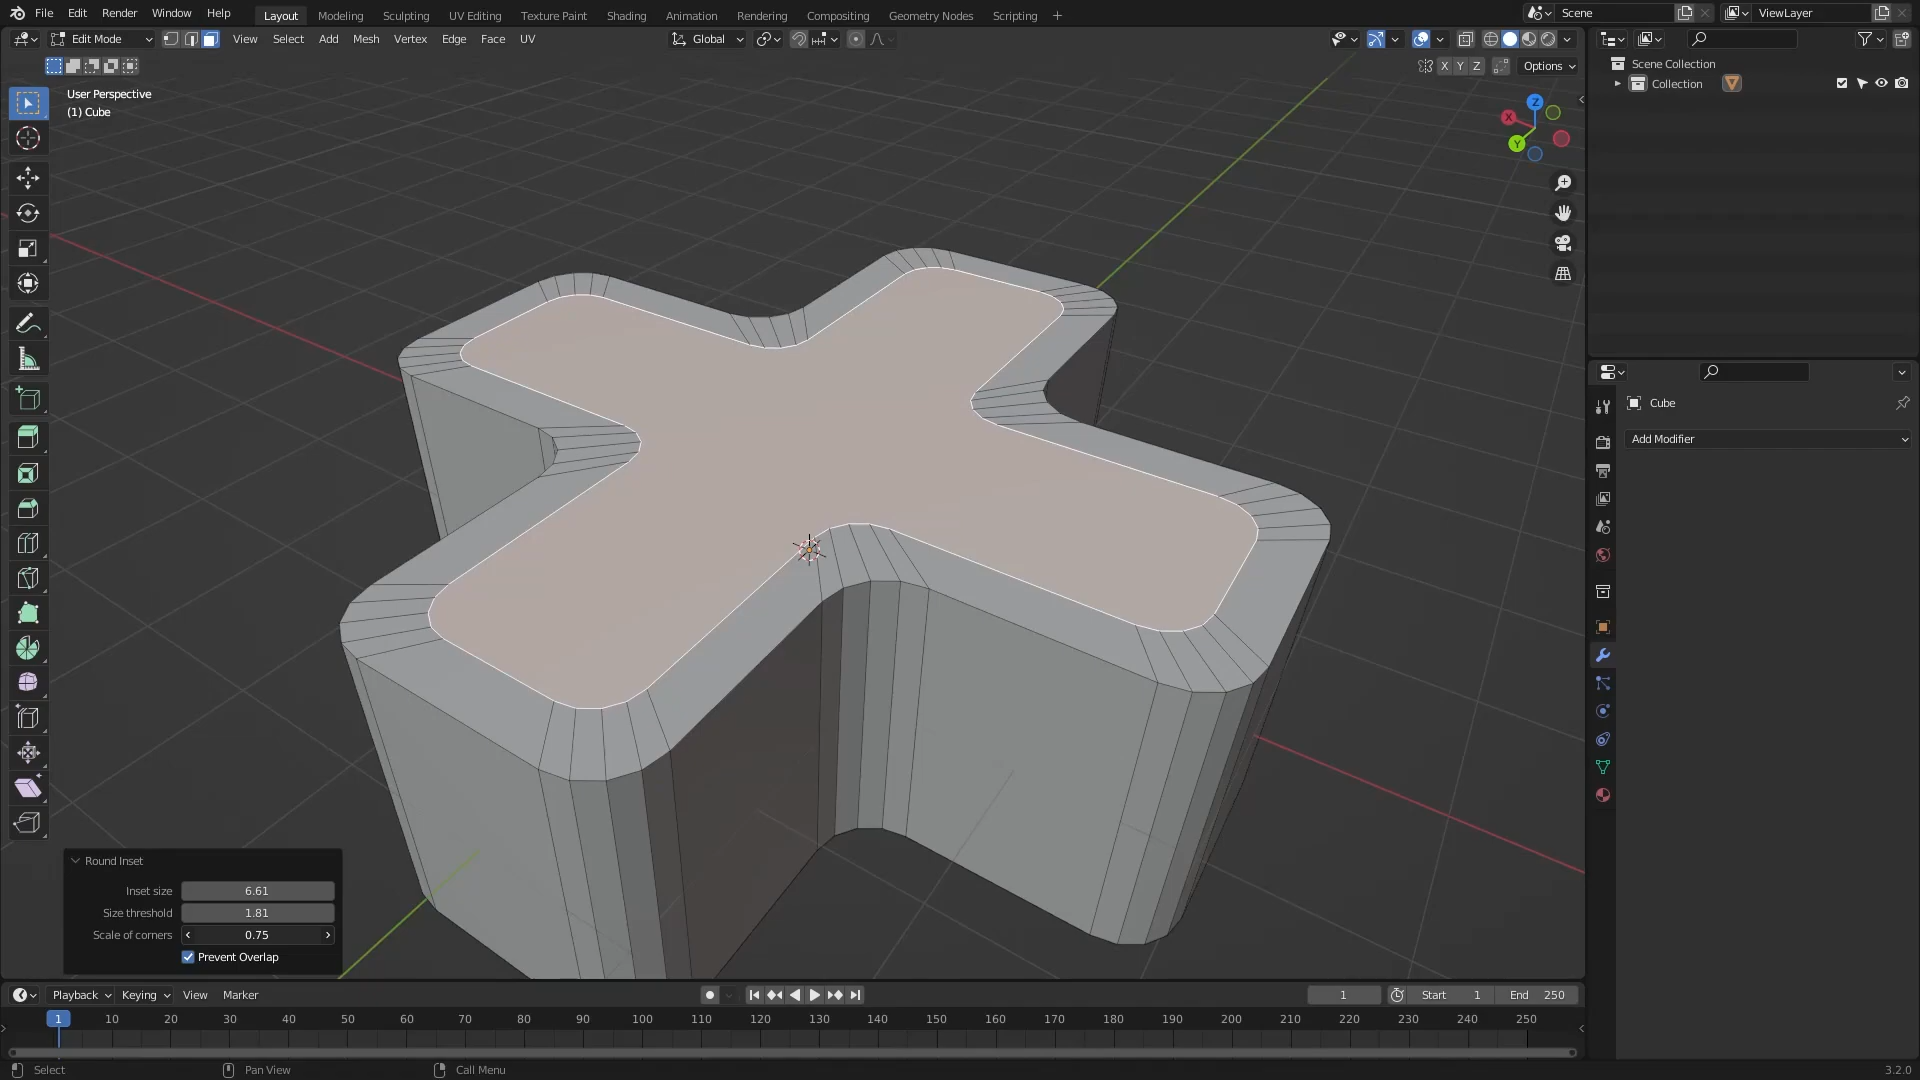 File Edit Render Window Help Layout Modeling Sculpting UV Editing Texture Paint Shading Animation Rendering Compositing Geometry Nodes Scripting + Scene ViewLayer
Edit Mode View Select Add Mesh Vertex Edge Face UV Global
X Y Z Options
User Perspective
(1) Cube
Z
X
Y
Scene Collection
Collection
Cube
Add Modifier
Round Inset
Inset size 6.61
Size threshold 1.81
Scale of corners 0.75
Prevent Overlap
Playback Keying View Marker 1 Start 1 End 250
1 10 20 30 40 50 60 70 80 90 100 110 120 130 140 150 160 170 180 190 200 210 220 230 240 250
Select Pan View Call Menu 3.2.0